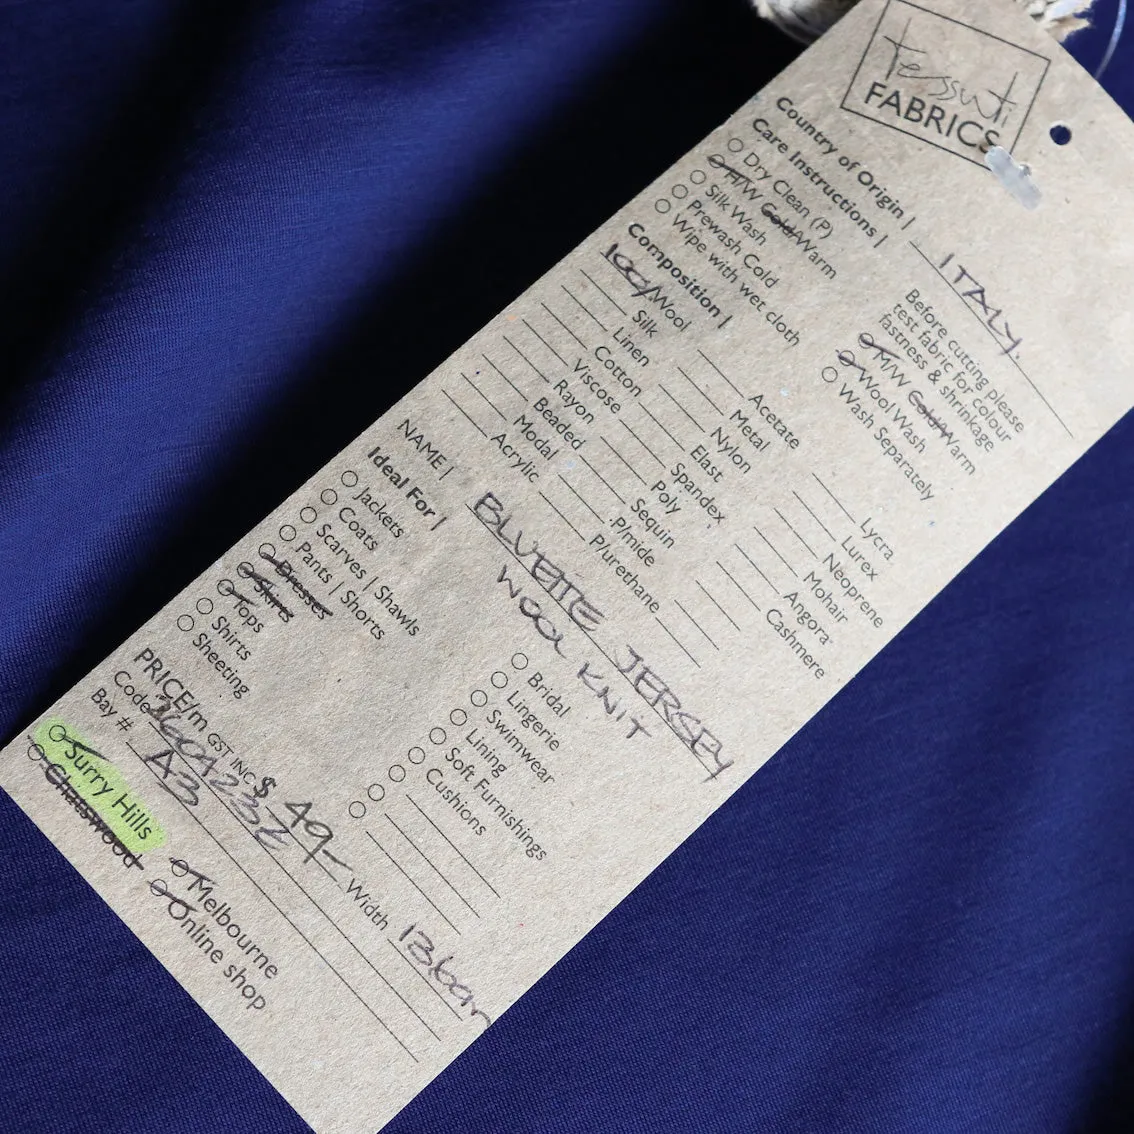 Tessuti
FABRICS
Country of Origin | ITALY.
Care Instructions |
Dry Clean (P)
H/W Cold/Warm
Silk Wash
Prewash Cold
Wipe with wet cloth
Before cutting please
test fabric for colour
fastness & shrinkage
M/W Cold/Warm
Wool Wash
Wash Separately
Composition |
100% Wool
Silk
Linen
Cotton
Viscose
Rayon
Beaded
Modal
Acrylic
Acetate
Metal
Nylon
Elast
Spandex
Poly
Sequin
P/mide
P/urethane
Lycra
Lurex
Neoprene
Mohair
Angora
Cashmere
NAME | BLUETTE JERSEY
WOOL KNIT
Ideal For |
Jackets
Coats
Scarves | Shawls
Pants | Shorts
Dresses
Skirts
Tops
Shirts
Sheeting
Bridal
Lingerie
Swimwear
Lining
Soft Furnishings
Cushions
PRICE/m GST INC. $ 49- Width 136cm
Code
Bay # A3
Surry Hills
Chatswood
Melbourne
Online shop